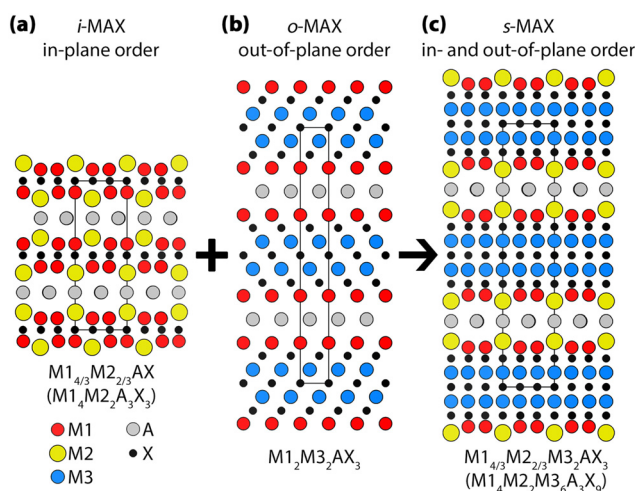 (a) i-MAX
in-plane order
(b) o-MAX
out-of-plane order
(c) s-MAX
in- and out-of-plane order
M1₄/₃M2₂/₃AX
(M1₄M2₂A₃X₃)
M1
M2
M3
A
X
M1₂M3₂AX₃
M1₄/₃M2₂/₃M3₂AX₃
(M1₄M2₂M3₆A₃X₉)